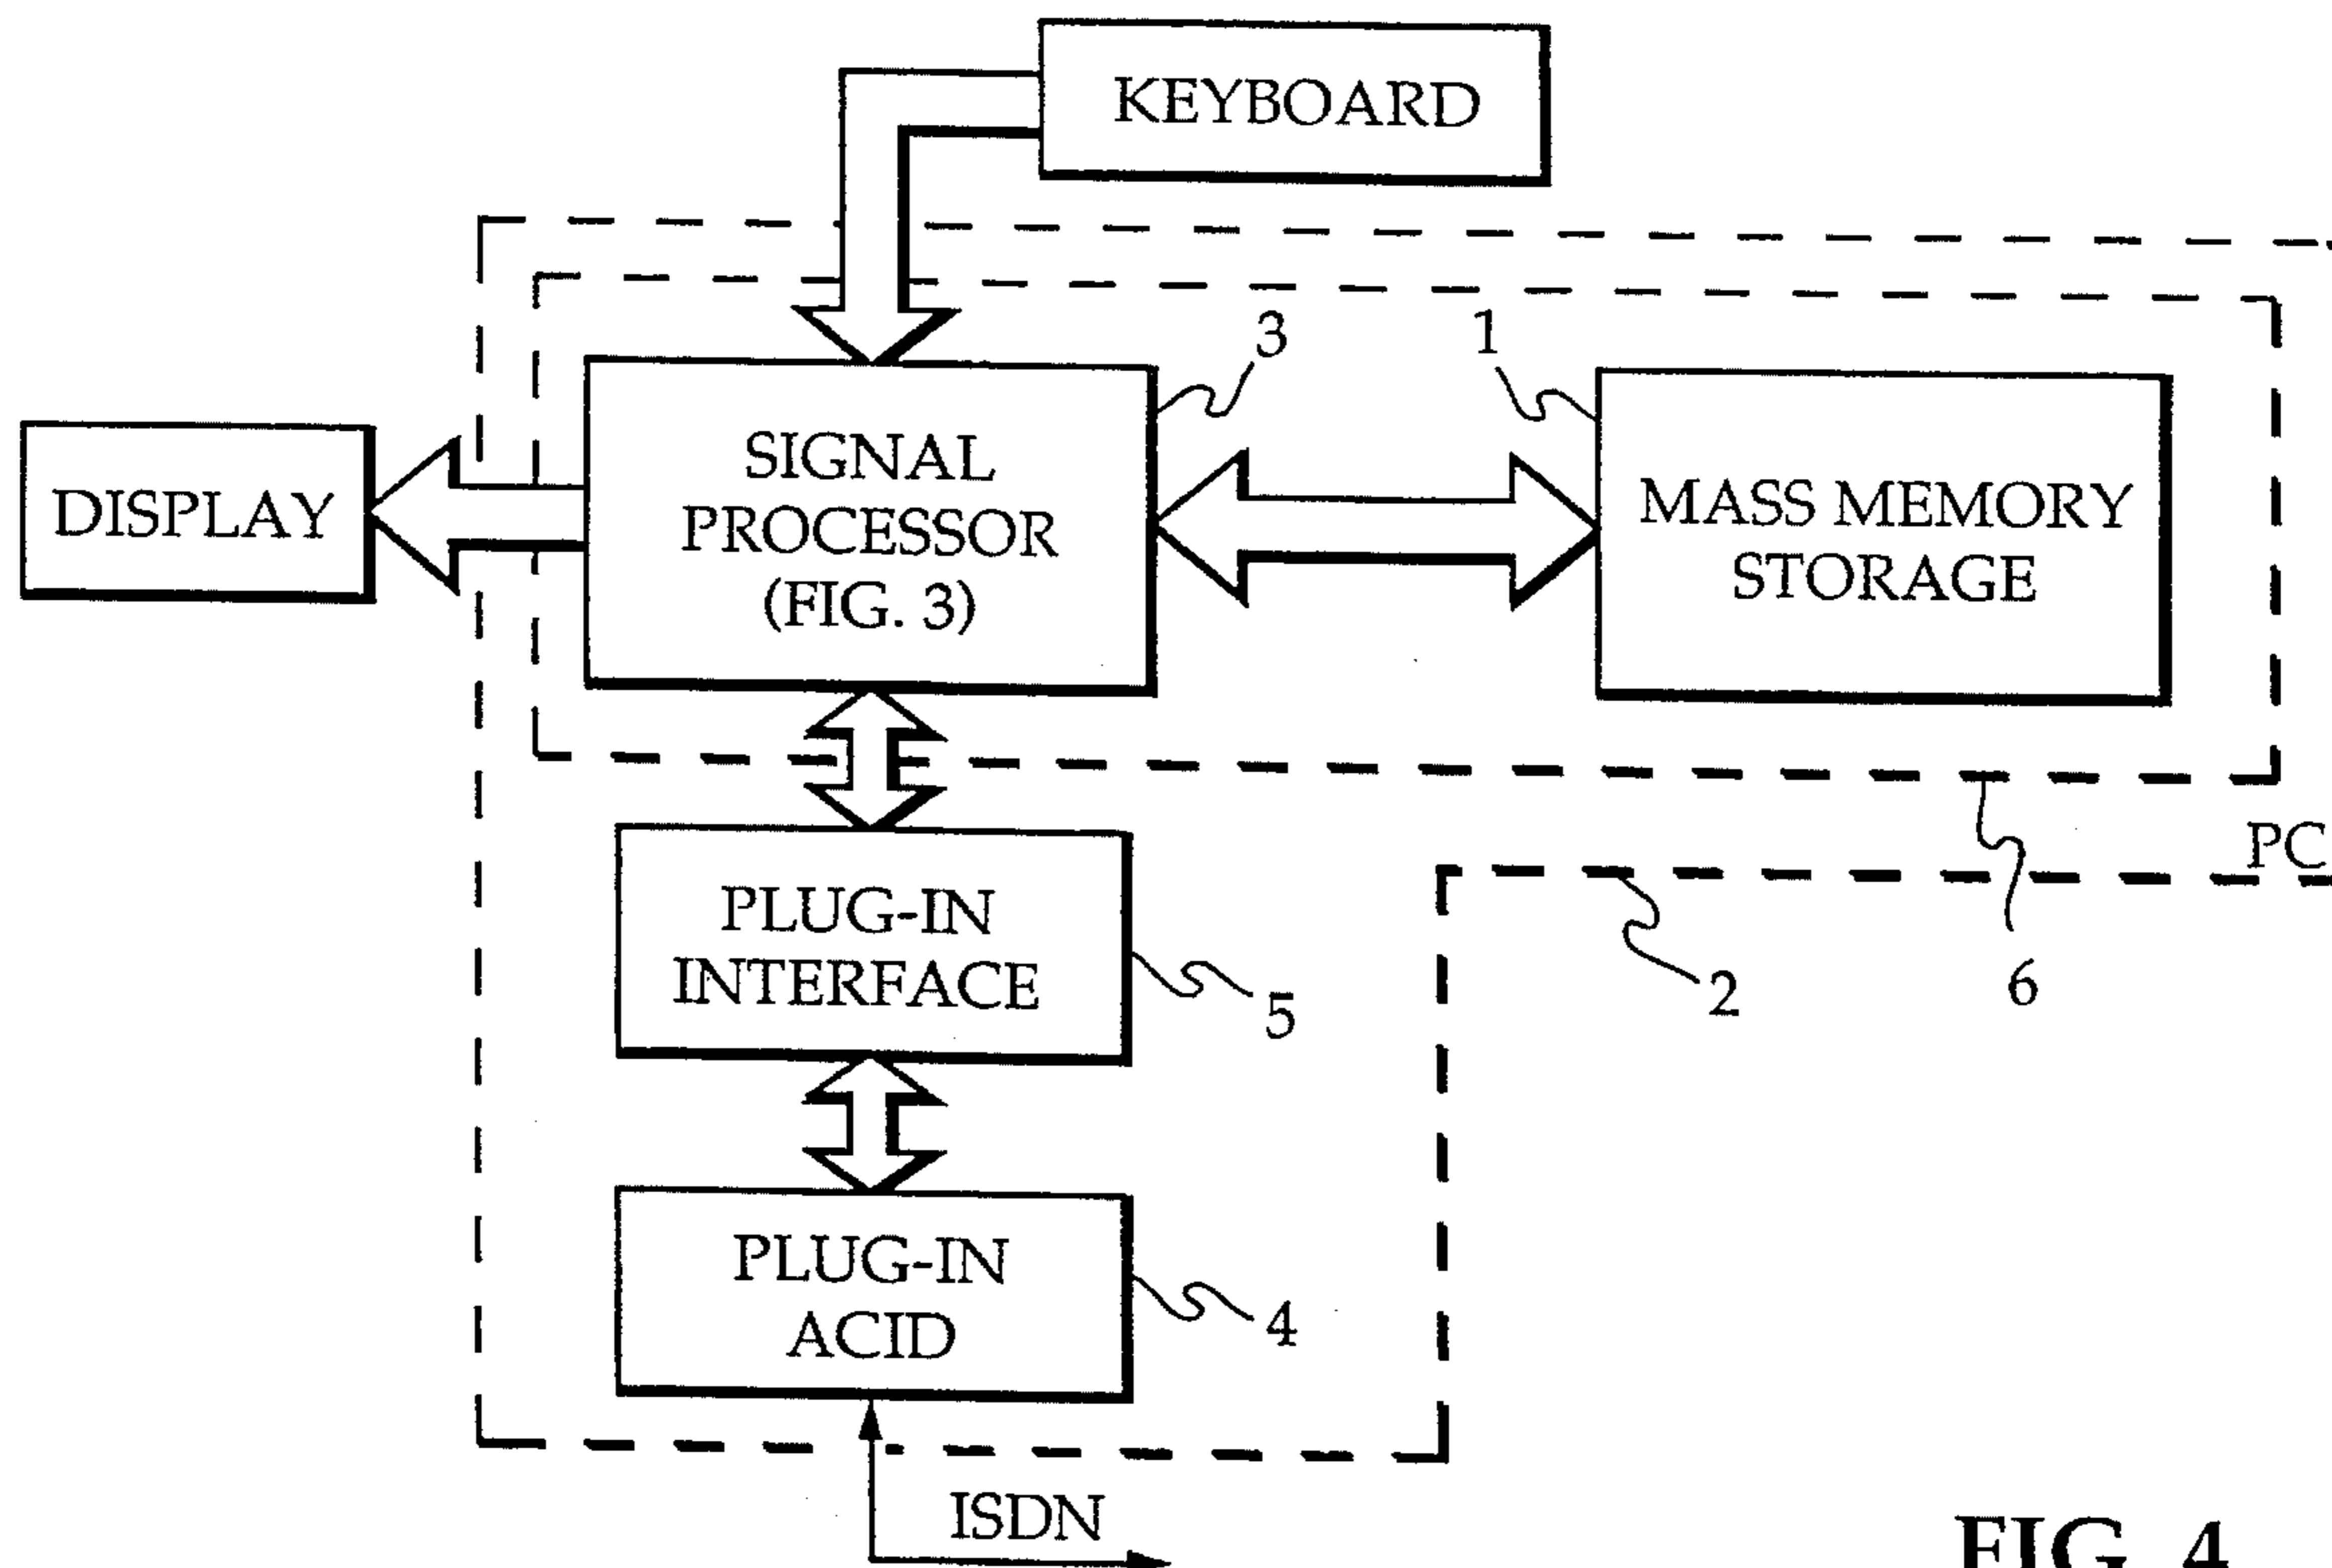 KEYBOARD
3
1
SIGNAL
PROCESSOR
(FIG. 3)
DISPLAY
MASS MEMORY
STORAGE
PC
PLUG-IN
INTERFACE
5
2
6
PLUG-IN
ACID
4
ISDN
FIG. 4